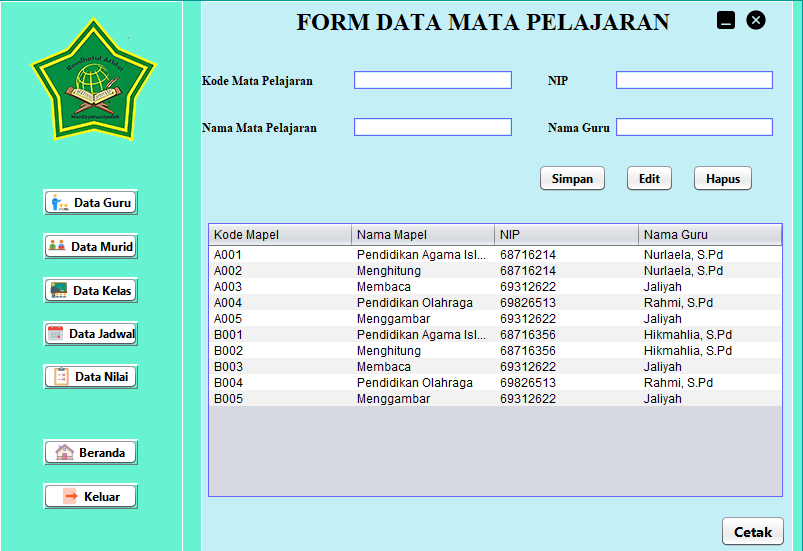 FORM DATA MATA PELAJARAN
Raudhatul Atfal
Kode Mata Pelajaran
NIP
Nama Mata Pelajaran
Nama Guru
Simpan Edit Hapus
Data Guru
Data Murid
Data Kelas
Data Jadwal
Data Nilai
Beranda
Keluar
Kode Mapel Nama Mapel NIP Nama Guru
A001 Pendidikan Agama Isl... 68716214 Nurlaela, S.Pd
A002 Menghitung 68716214 Nurlaela, S.Pd
A003 Membaca 69312622 Jaliyah
A004 Pendidikan Olahraga 69826513 Rahmi, S.Pd
A005 Menggambar 69312622 Jaliyah
B001 Pendidikan Agama Isl... 68716356 Hikmahlia, S.Pd
B002 Menghitung 68716356 Hikmahlia, S.Pd
B003 Membaca 69312622 Jaliyah
B004 Pendidikan Olahraga 69826513 Rahmi, S.Pd
B005 Menggambar 69312622 Jaliyah
Cetak